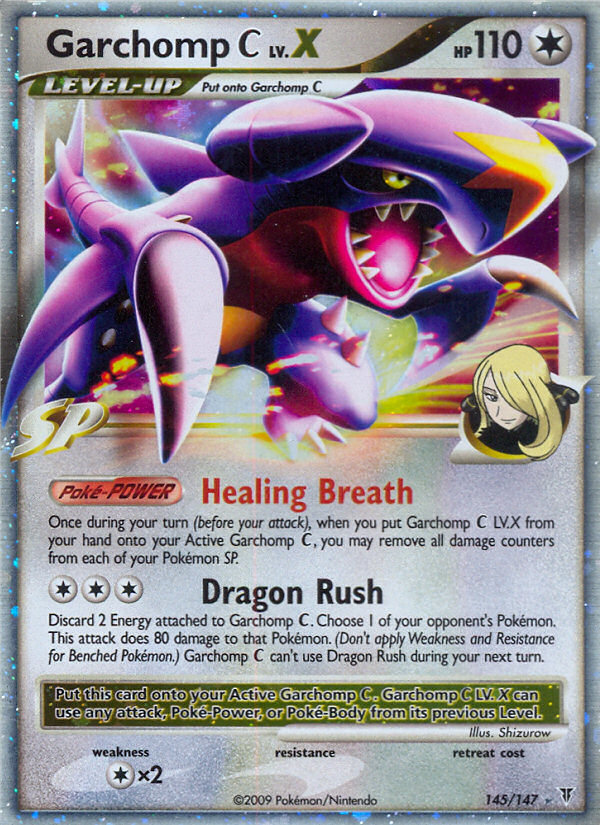 Garchomp C LV.X HP 110
LEVEL-UP Put onto Garchomp C
SP
Poké-POWER Healing Breath
Once during your turn (before your attack), when you put Garchomp C LV.X from
your hand onto your Active Garchomp C, you may remove all damage counters
from each of your Pokémon SP.
Dragon Rush
Discard 2 Energy attached to Garchomp C. Choose 1 of your opponent's Pokémon.
This attack does 80 damage to that Pokémon. (Don't apply Weakness and Resistance
for Benched Pokémon.) Garchomp C can't use Dragon Rush during your next turn.
Put this card onto your Active Garchomp C. Garchomp C LV. X can
use any attack, Poké-Power, or Poké-Body from its previous Level.
Illus. Shizurow
weakness resistance retreat cost
×2
©2009 Pokémon/Nintendo 145/147